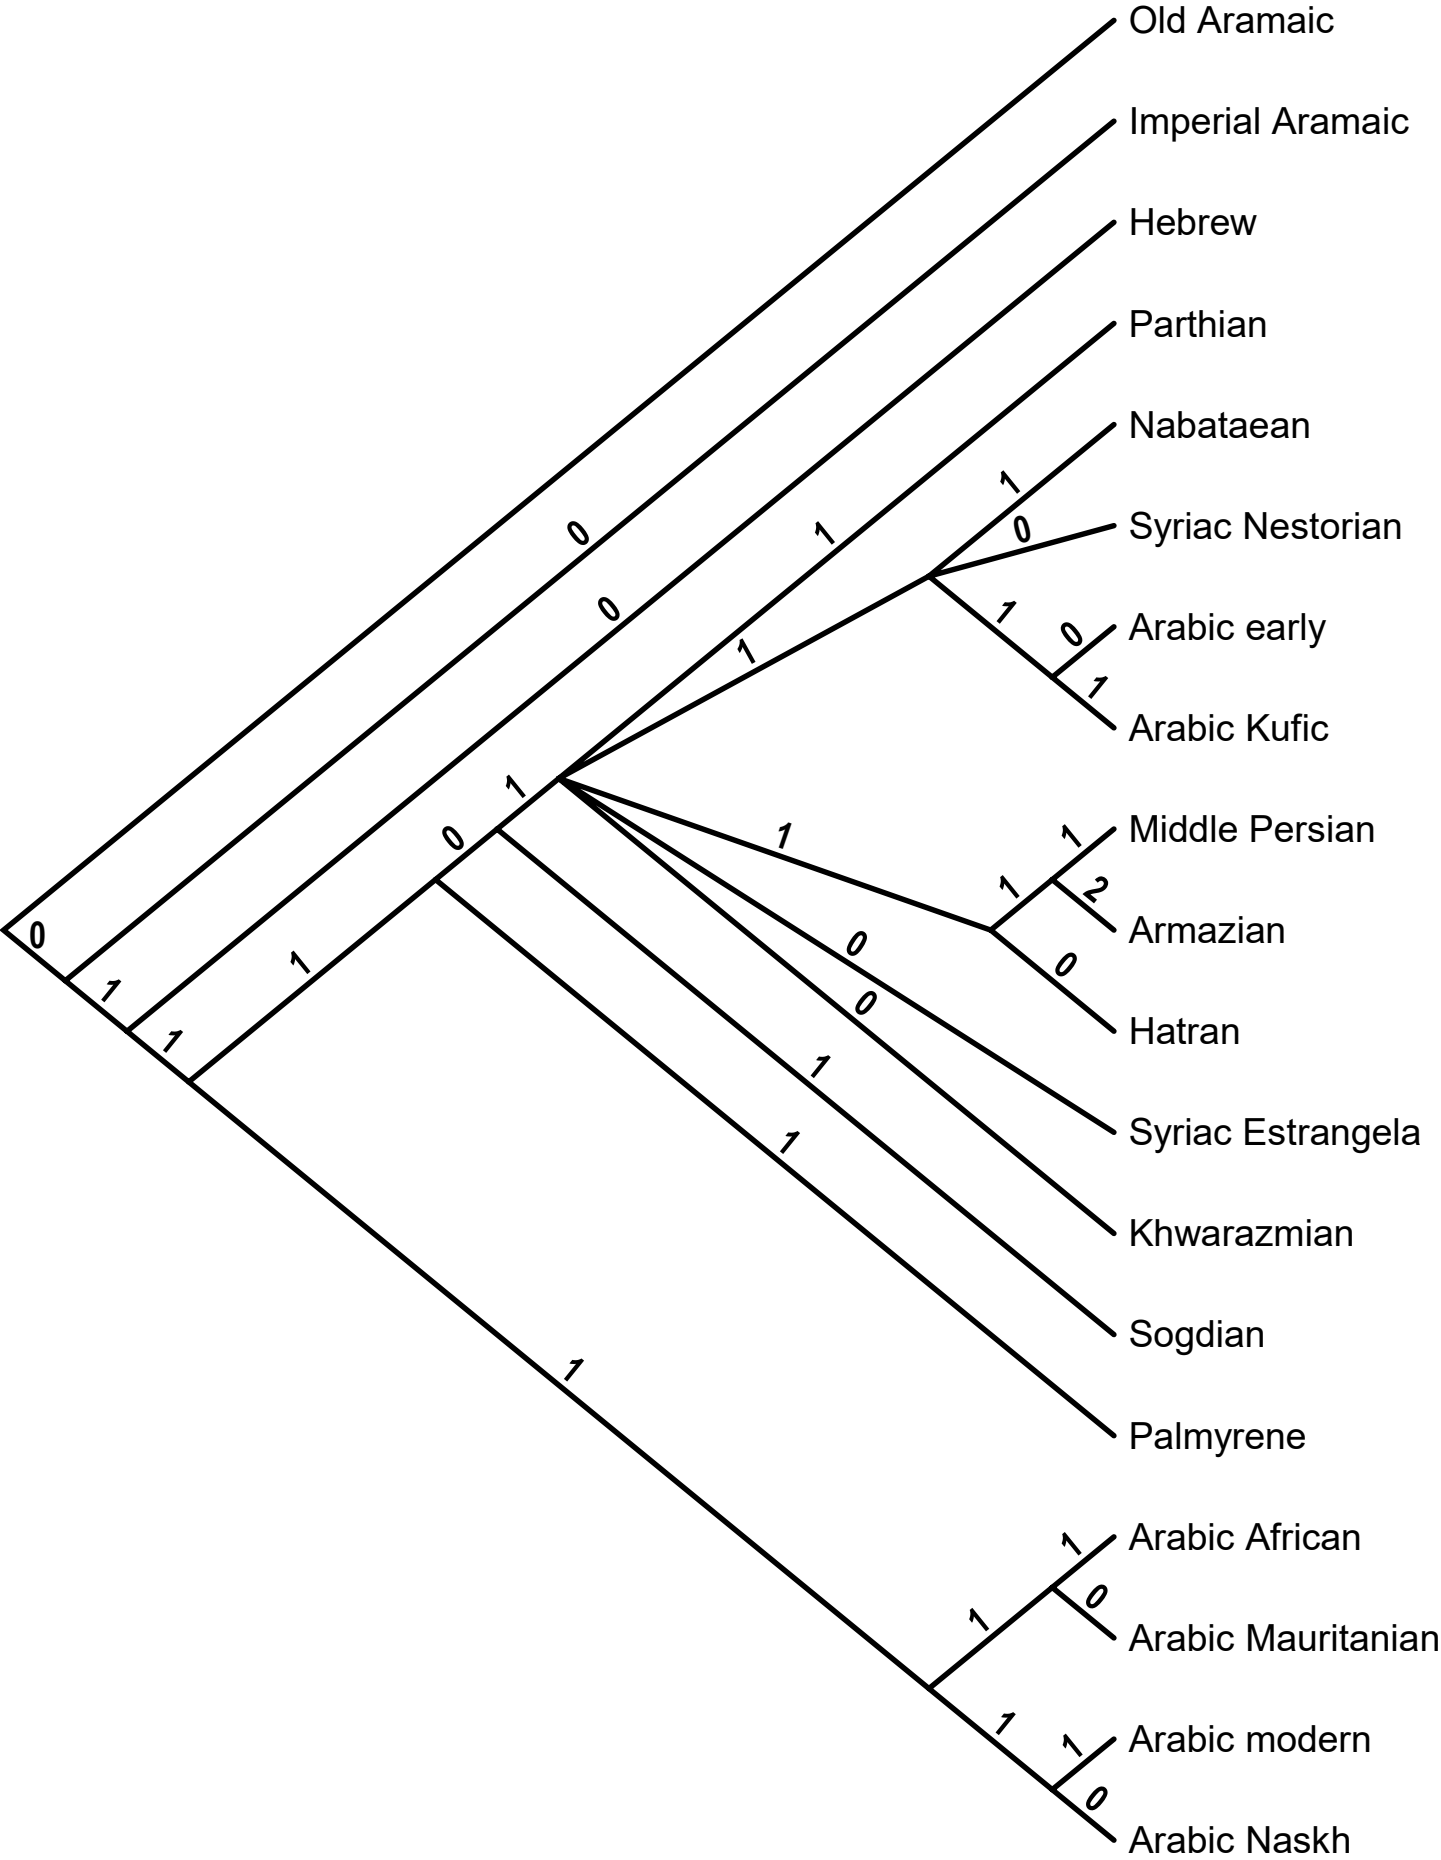 Old Aramaic
Imperial Aramaic
Hebrew
Parthian
Nabataean
1
Syriac Nestorian
0
0
1
Arabic early
0
1
1
0
1
Arabic Kufic
1
1
Middle Persian
1
1
0
2
1
Armazian
0
0
1
0
Hatran
1
0
1
1
Syriac Estrangela
1
Khwarazmian
Sogdian
1
Palmyrene
Arabic African
1
0
Arabic Mauritanian
1
1
Arabic modern
1
0
Arabic Naskh